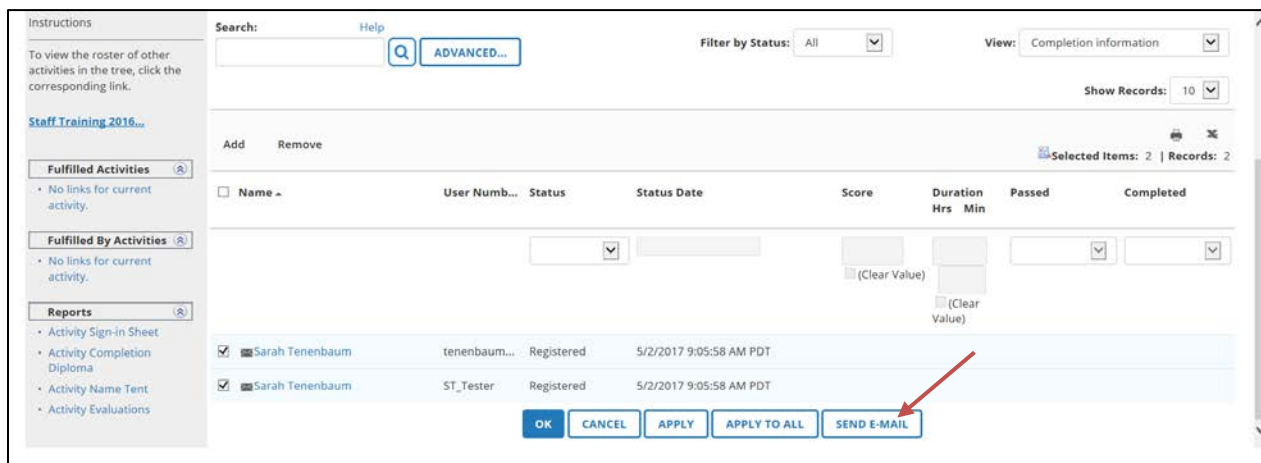 Instructions
To view the roster of other
activities in the tree, click the
corresponding link.
Staff Training 2016...
Fulfilled Activities
• No links for current
activity.
Fulfilled By Activities
• No links for current
activity.
Reports
• Activity Sign-in Sheet
• Activity Completion
Diploma
• Activity Name Tent
• Activity Evaluations
Search: Help
ADVANCED...
Filter by Status: All
View: Completion information
Show Records: 10
Add Remove
Selected Items: 2 | Records: 2
Name User Numb... Status Status Date Score Duration Passed Completed
Hrs Min
(Clear Value)
(Clear
Value)
Sarah Tenenbaum tenenbaum... Registered 5/2/2017 9:05:58 AM PDT
Sarah Tenenbaum ST_Tester Registered 5/2/2017 9:05:58 AM PDT
OK CANCEL APPLY APPLY TO ALL SEND E-MAIL